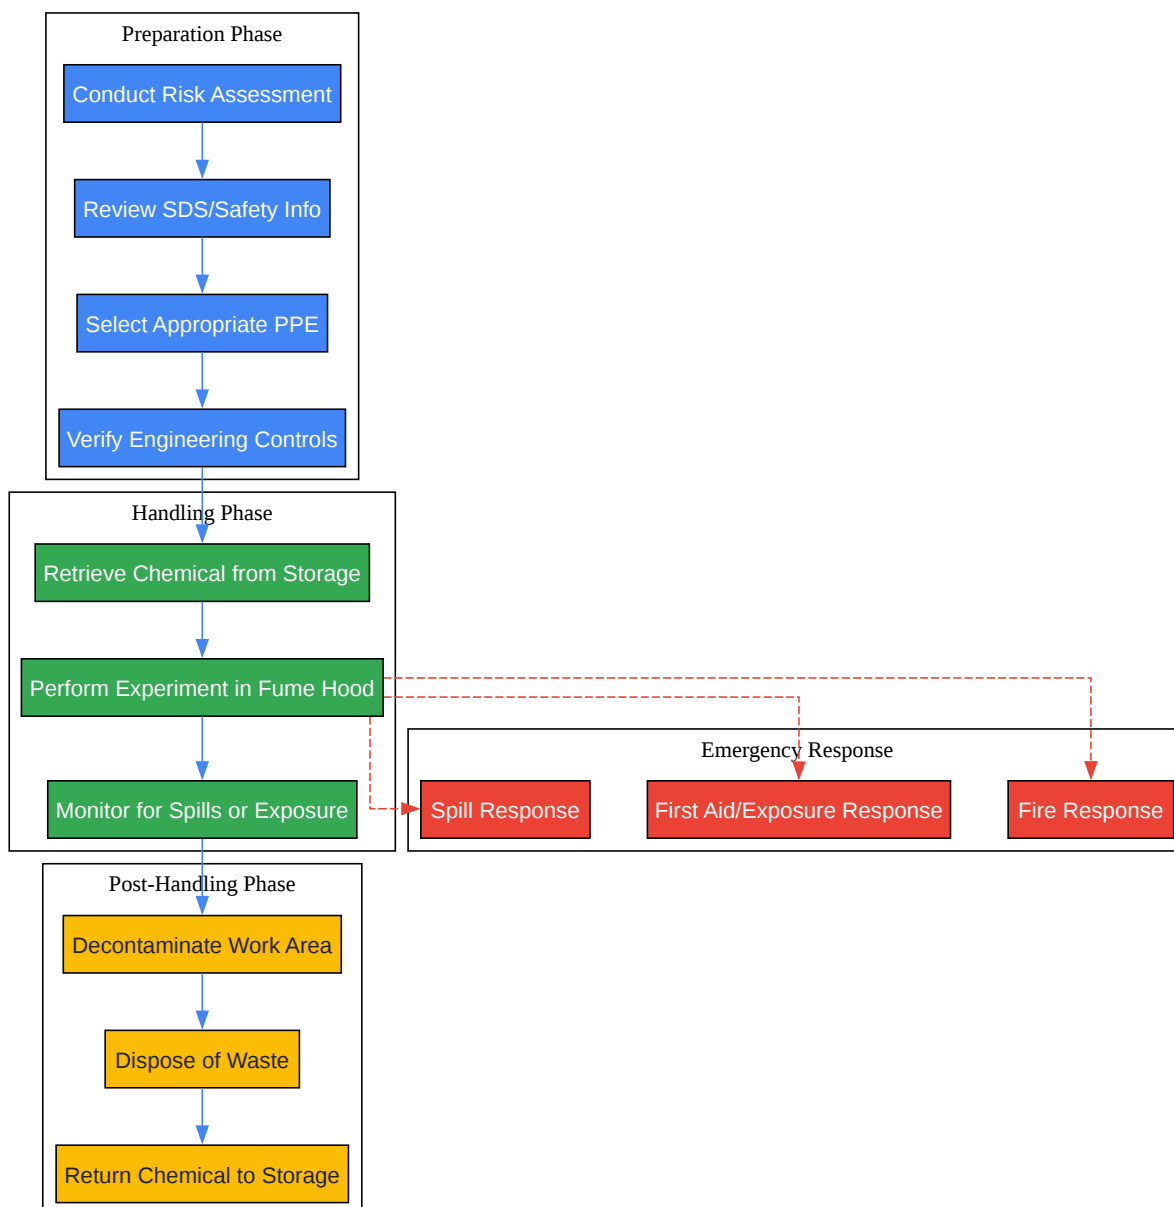 Preparation Phase
Conduct Risk Assessment
Review SDS/Safety Info
Select Appropriate PPE
Verify Engineering Controls
Handling Phase
Retrieve Chemical from Storage
Perform Experiment in Fume Hood
Monitor for Spills or Exposure
Emergency Response
Spill Response
First Aid/Exposure Response
Fire Response
Post-Handling Phase
Decontaminate Work Area
Dispose of Waste
Return Chemical to Storage